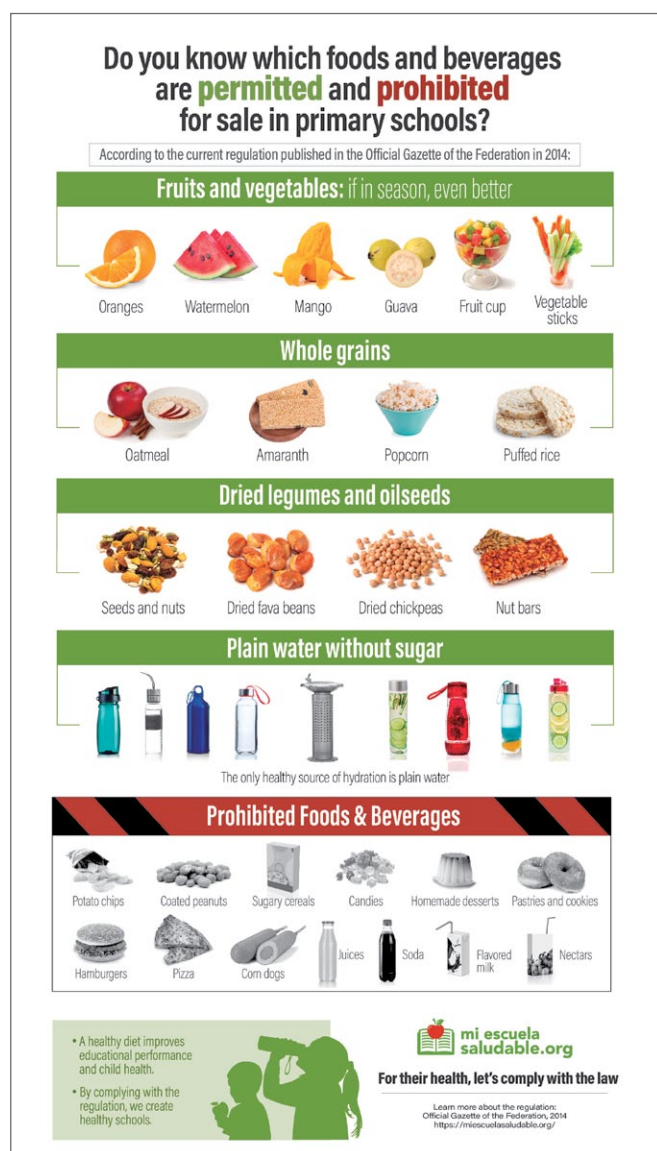 Do you know which foods and beverages
are permitted and prohibited
for sale in primary schools?
According to the current regulation published in the Official Gazette of the Federation in 2014:
Fruits and vegetables: if in season, even better
Oranges
Watermelon
Mango
Guava
Fruit cup
Vegetable
sticks
Whole grains
Oatmeal
Amaranth
Popcorn
Puffed rice
Dried legumes and oilseeds
Seeds and nuts
Dried fava beans
Dried chickpeas
Nut bars
Plain water without sugar
The only healthy source of hydration is plain water
Prohibited Foods & Beverages
Potato chips
Coated peanuts
Sugary cereals
Candies
Homemade desserts
Pastries and cookies
Hamburgers
Pizza
Corn dogs
Juices
Soda
Flavored
milk
Nectars
• A healthy diet improves
educational performance
and child health.
• By complying with the
regulation, we create
healthy schools.
mi escuela
saludable.org
For their health, let's comply with the law
Learn more about the regulation:
Official Gazette of the Federation, 2014
https://miescuelasaludable.org/